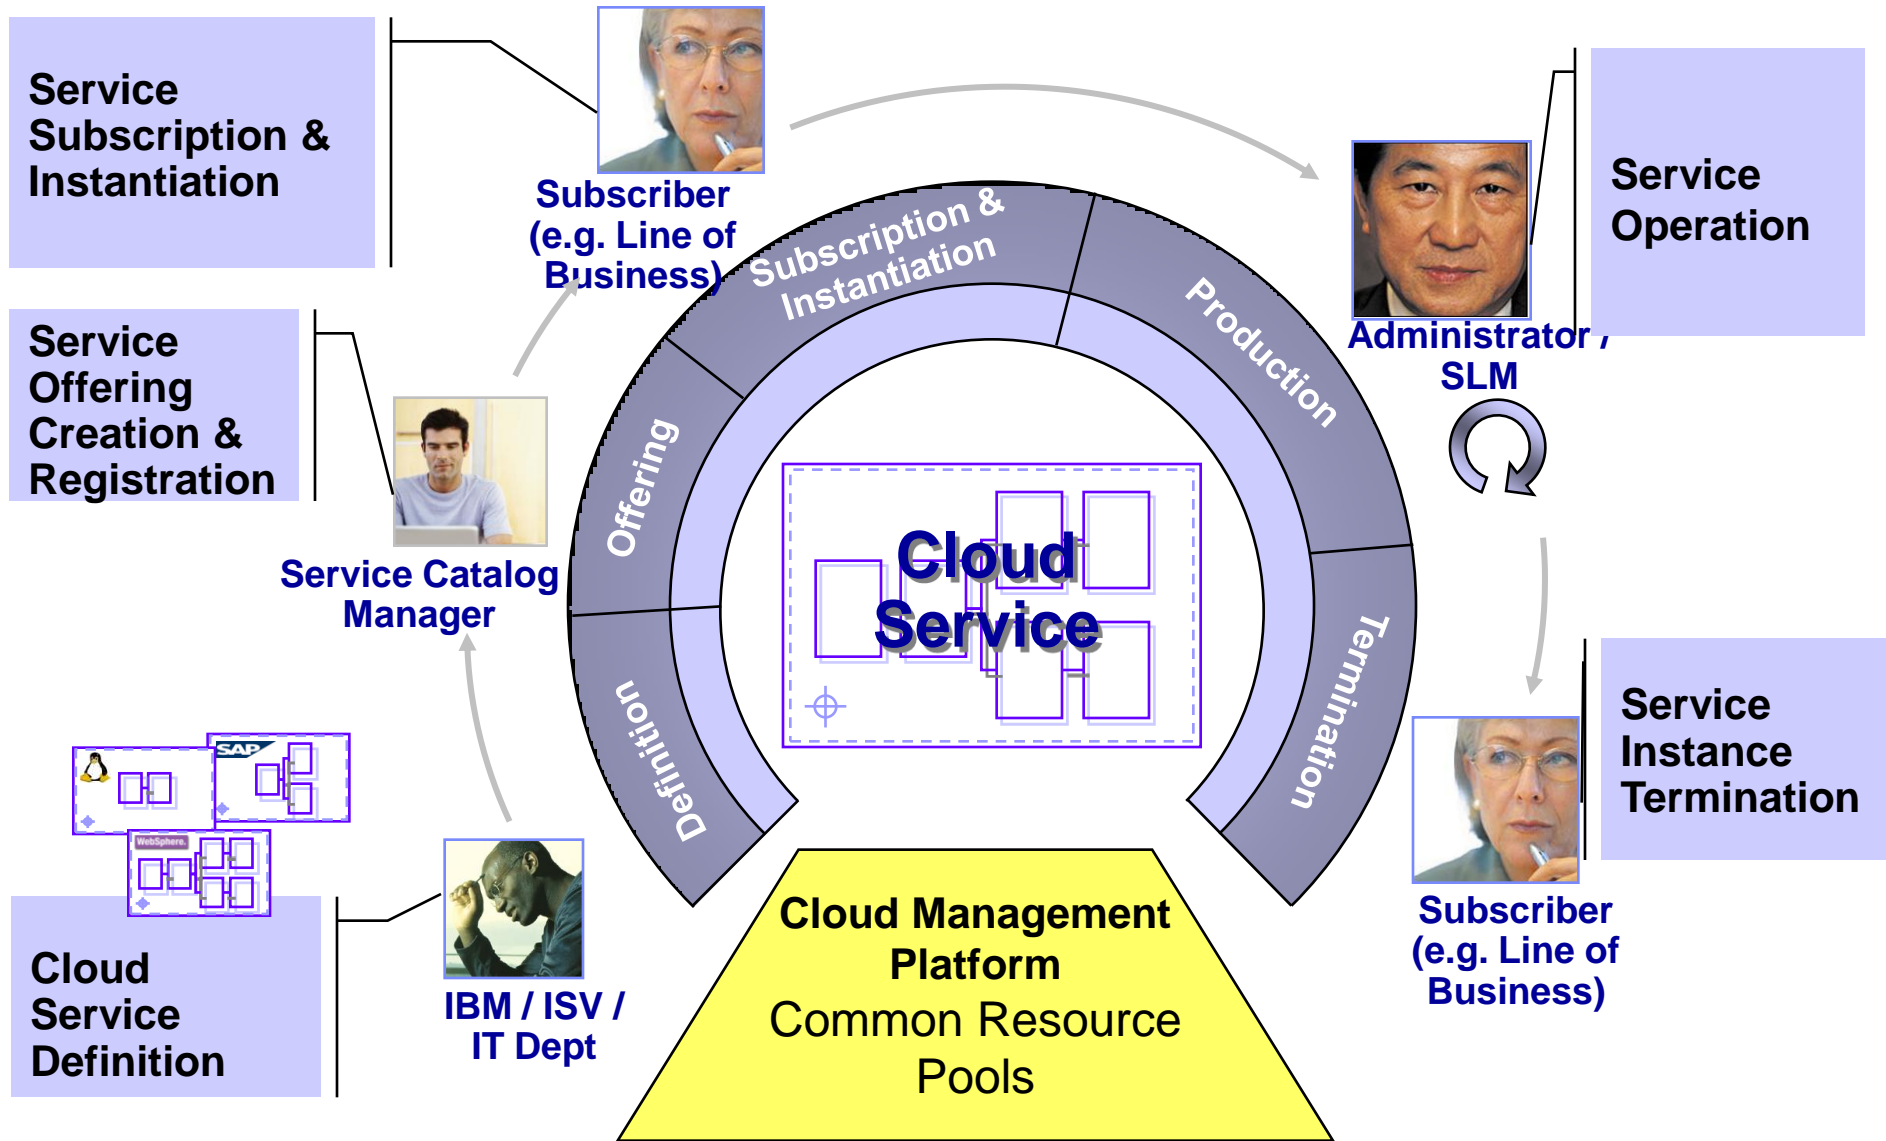 Service
Subscription &
Instantiation
Subscriber
(e.g. Line of
Business)
Service
Operation
Administrator /
SLM
Service
Offering
Creation &
Registration
Service Catalog
Manager
Subscription &
Instantiation
Production
Offering
Definition
Termination
Cloud
Service
SAP
WebSphere.
Cloud
Service
Definition
IBM / ISV /
IT Dept
Cloud Management
Platform
Common Resource
Pools
Service
Instance
Termination
Subscriber
(e.g. Line of
Business)